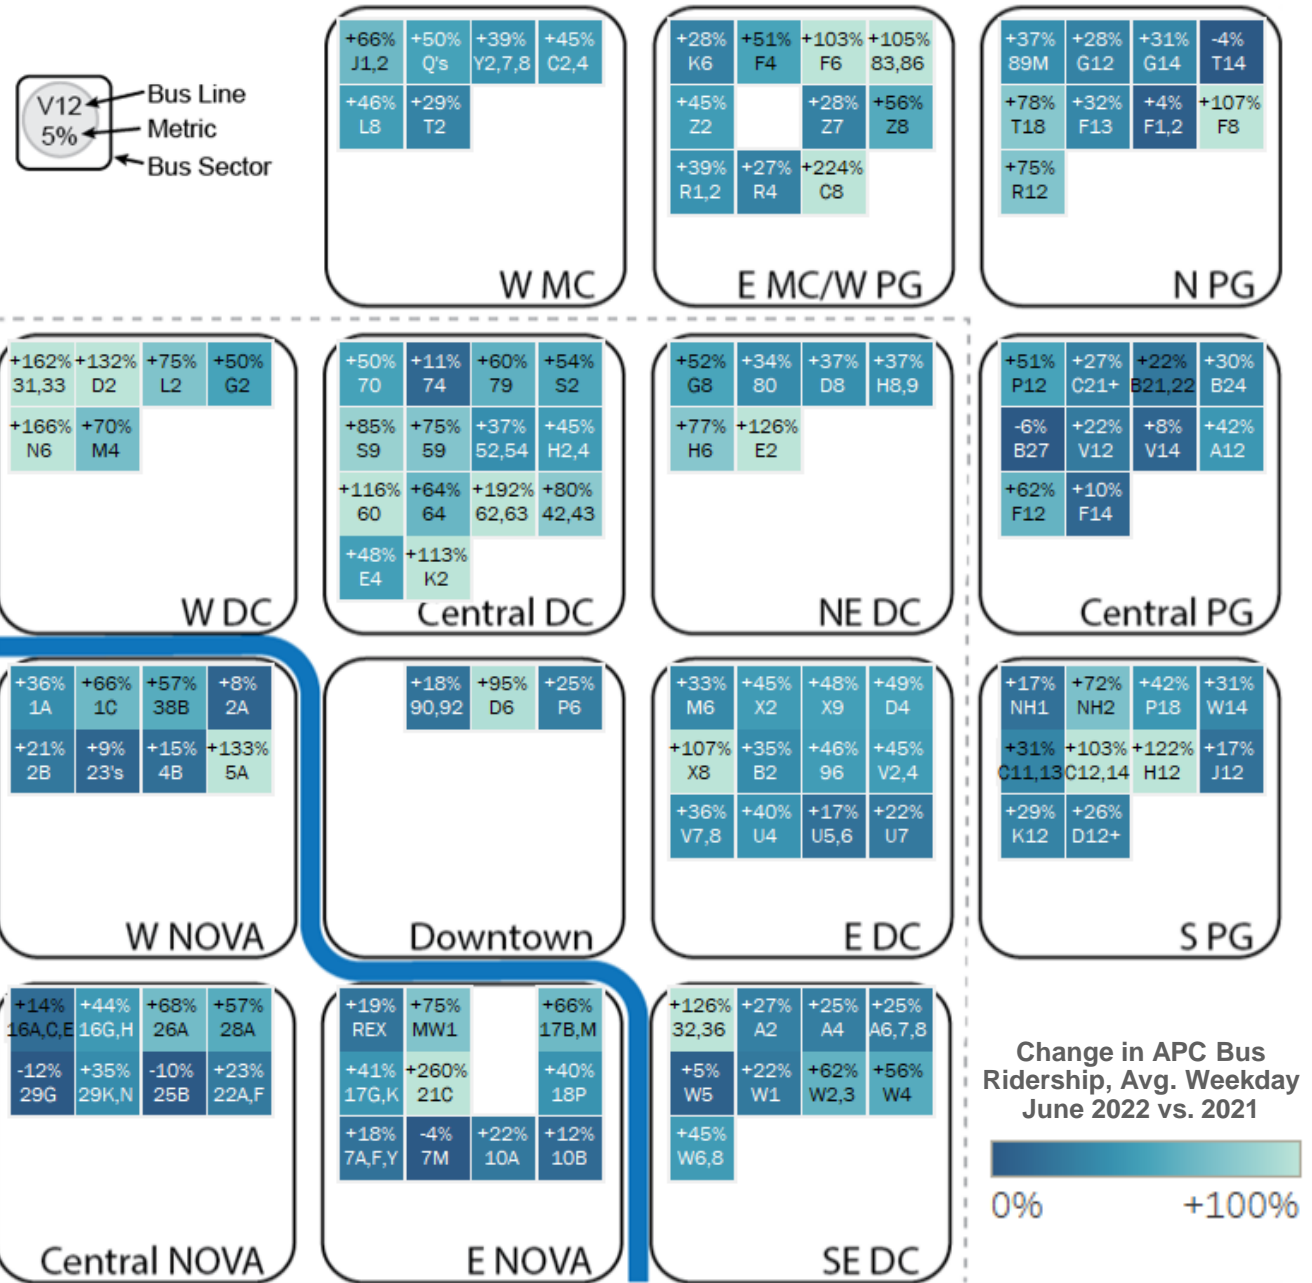 V12
5%
Bus Line
Metric
Bus Sector
+66% +50% +39% +45%
J1,2 Q's Y2,7,8 C2,4
+46% +29%
L8 T2
W MC
+28% +51% +103% +105%
K6 F4 F6 83,86
+45% +28% +56%
Z2 Z7 Z8
+39% +27% +224%
R1,2 R4 C8
E MC/W PG
+37% +28% +31% -4%
89M G12 G14 T14
+78% +32% +4% +107%
T18 F13 F1,2 F8
+75%
R12
N PG
+162% +132% +75% +50%
31,33 D2 L2 G2
+166% +70%
N6 M4
W DC
+50% +11% +60% +54%
70 74 79 S2
+85% +75% +37% +45%
S9 59 52,54 H2,4
+116% +64% +192% +80%
60 64 62,63 42,43
+48% +113%
E4 K2
Central DC
+52% +34% +37% +37%
G8 80 D8 H8,9
+77% +126%
H6 E2
NE DC
+51% +27% +22% +30%
P12 C21+ B21,22 B24
-6% +22% +8% +42%
B27 V12 V14 A12
+62% +10%
F12 F14
Central PG
+36% +66% +57% +8%
1A 1C 38B 2A
+21% +9% +15% +133%
2B 23's 4B 5A
W NOVA
+18% +95% +25%
90,92 D6 P6
Downtown
+33% +45% +48% +49%
M6 X2 X9 D4
+107% +35% +46% +45%
X8 B2 96 V2,4
+36% +40% +17% +22%
V7,8 U4 U5,6 U7
E DC
+17% +72% +42% +31%
NH1 NH2 P18 W14
+31% +103% +122% +17%
C11,13 C12,14 H12 J12
+29% +26%
K12 D12+
S PG
+14% +44% +68% +57%
16A,C,E 16G,H 26A 28A
-12% +35% -10% +23%
29G 29K,N 25B 22A,F
Central NOVA
+19% +75% +66%
REX MW1 17B,M
+41% +260% +40%
17G,K 21C 18P
+18% -4% +22% +12%
7A,F,Y 7M 10A 10B
E NOVA
+126% +27% +25% +25%
32,36 A2 A4 A6,7,8
+5% +22% +62% +56%
W5 W1 W2,3 W4
+45%
W6,8
SE DC
Change in APC Bus
Ridership, Avg. Weekday
June 2022 vs. 2021
0% +100%